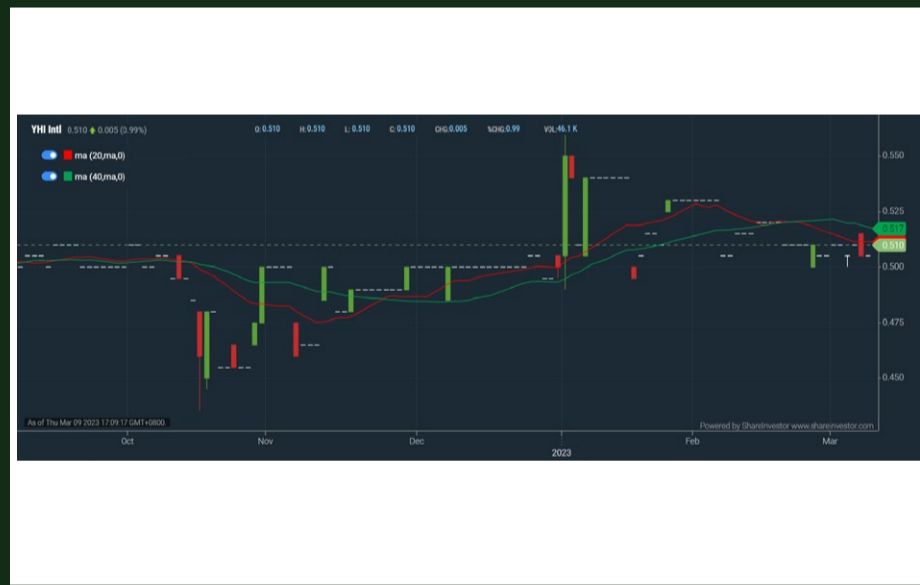 YHI Intl 0.510 0.005 (0.99%) O:0.510 H:0.510 L:0.510 C:0.510 CHG:0.005 %CHG:0.99 VOL:46.1 K
ma (20,ma,0)
ma (40,ma,0)
0.550
0.525
0.517
0.510
0.500
0.475
0.450
As of Thu Mar 09 2023 17:09:17 GMT+0800.
Powered by ShareInvestor www.shareinvestor.com
Oct Nov Dec 2023 Feb Mar